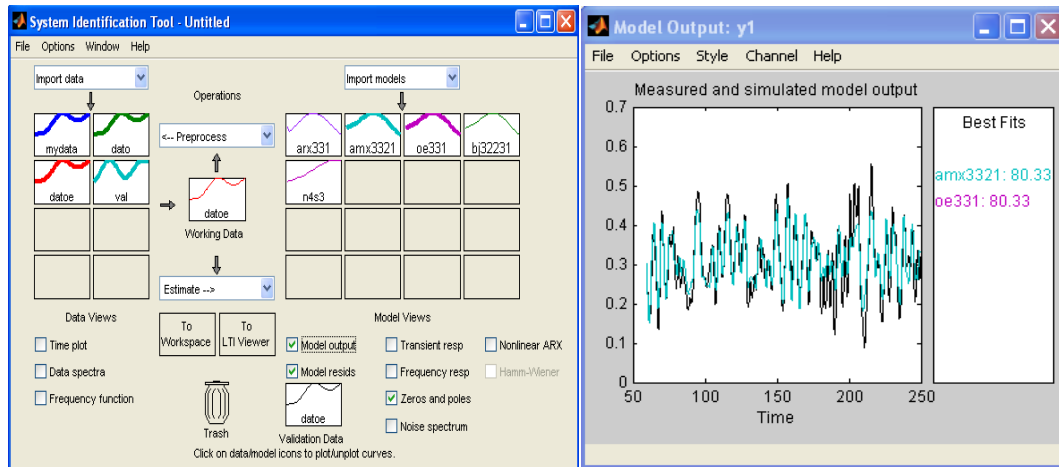 System Identification Tool - Untitled
File Options Window Help
Import data
Import models
Operations
<-- Preprocess
mydata
dato
datoe
val
arx331
amx3321
oe331
bj32231
n4s3
datoe
Working Data
Estimate -->
Data Views
Time plot
Data spectra
Frequency function
To
Workspace
To
LTI Viewer
Trash
Model Views
Model output
Transient resp
Nonlinear ARX
Model resids
Frequency resp
Hamm-Wiener
datoe
Zeros and poles
Noise spectrum
Validation Data
Click on data/model icons to plot/unplot curves.
Model Output: y1
File Options Style Channel Help
Measured and simulated model output
0.7
0.6
0.5
0.4
0.3
0.2
0.1
0
50 100 150 200 250
Time
Best Fits
amx3321: 80.33
oe331: 80.33